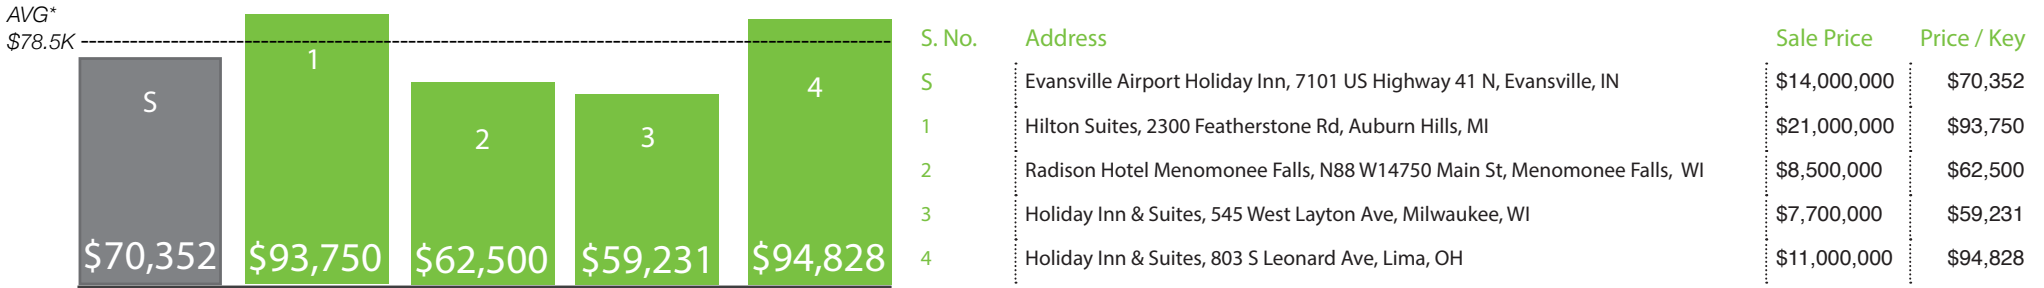 AVG*
$78.5K
S
1
2
3
4
$70,352
$93,750
$62,500
$59,231
$94,828
S. No. Address Sale Price Price / Key
S Evansville Airport Holiday Inn, 7101 US Highway 41 N, Evansville, IN $14,000,000 $70,352
1 Hilton Suites, 2300 Featherstone Rd, Auburn Hills, MI $21,000,000 $93,750
2 Radison Hotel Menomonee Falls, N88 W14750 Main St, Menomonee Falls, WI $8,500,000 $62,500
3 Holiday Inn & Suites, 545 West Layton Ave, Milwaukee, WI $7,700,000 $59,231
4 Holiday Inn & Suites, 803 S Leonard Ave, Lima, OH $11,000,000 $94,828